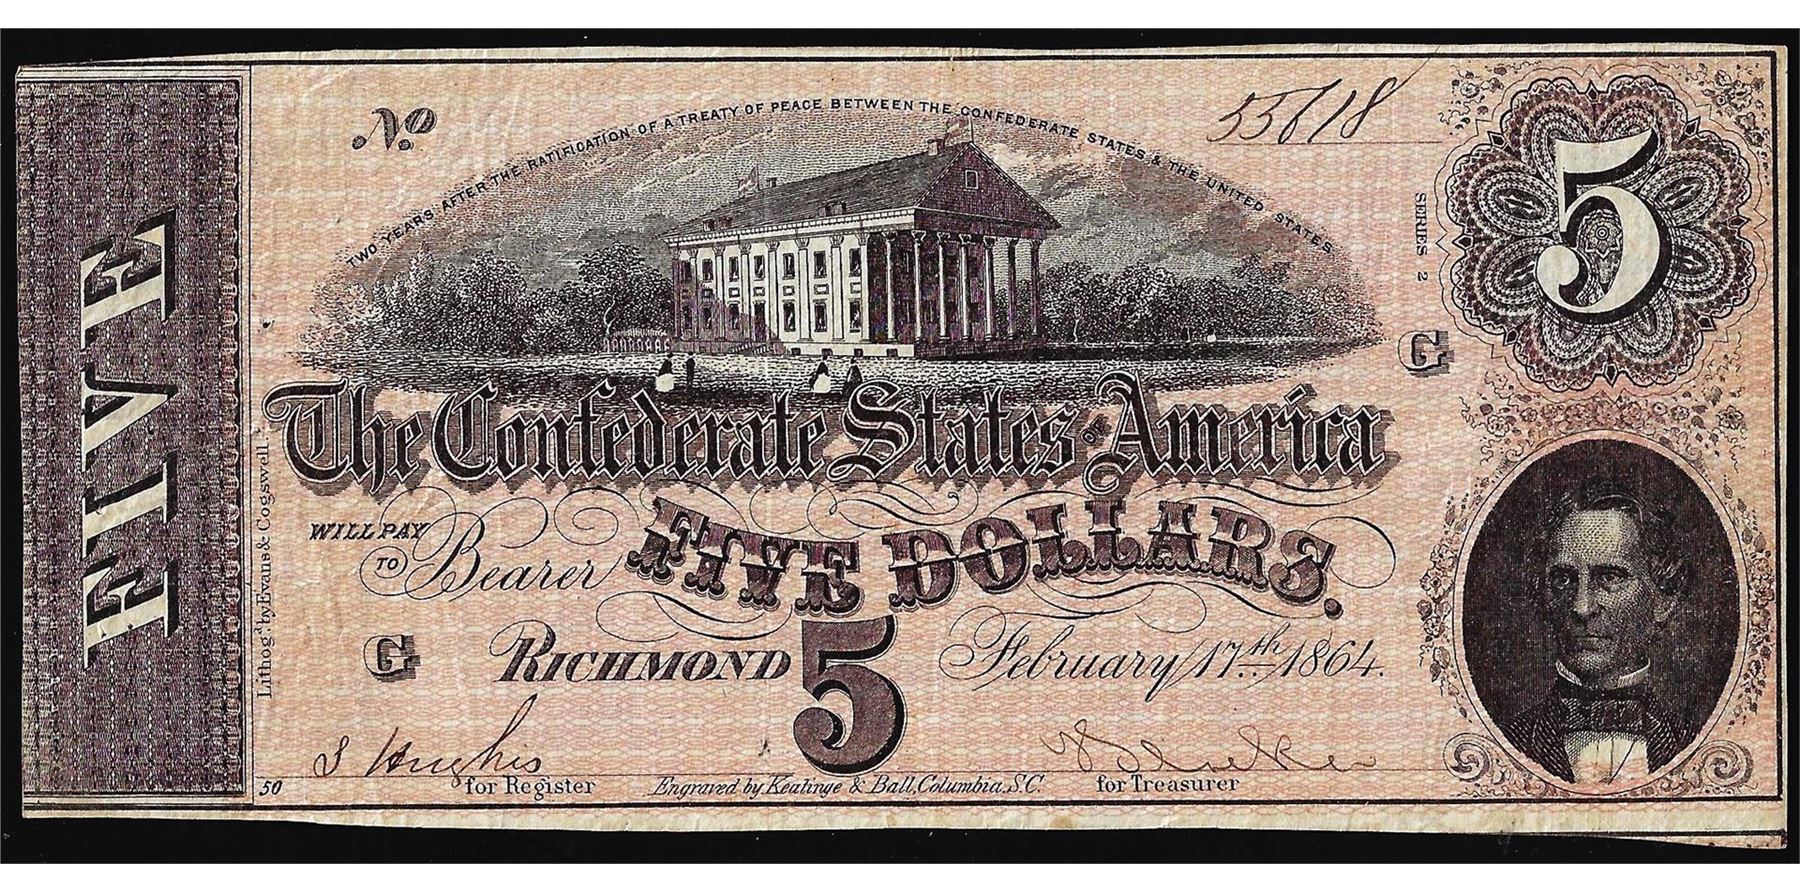 No 55618
TWO YEARS AFTER THE RATIFICATION OF A TREATY OF PEACE BETWEEN THE CONFEDERATE STATES & THE UNITED STATES
5
SERIES 2
G
FIVE
The Confederate States of America
WILL PAY
TO Bearer
FIVE DOLLARS.
Lithog'd by Evans & Cogswell.
G
RICHMOND 5 February 17th 1864.
S Hughis
50
for Register
Engraved by Keatinge & Ball, Columbia, S.C.
for Treasurer